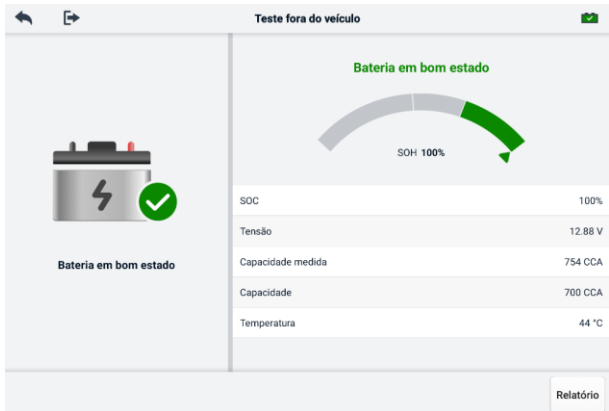 Teste fora do veículo
Bateria em bom estado
SOH 100%
Bateria em bom estado
SOC 100%
Tensão 12.88 V
Capacidade medida 754 CCA
Capacidade 700 CCA
Temperatura 44 °C
Relatório